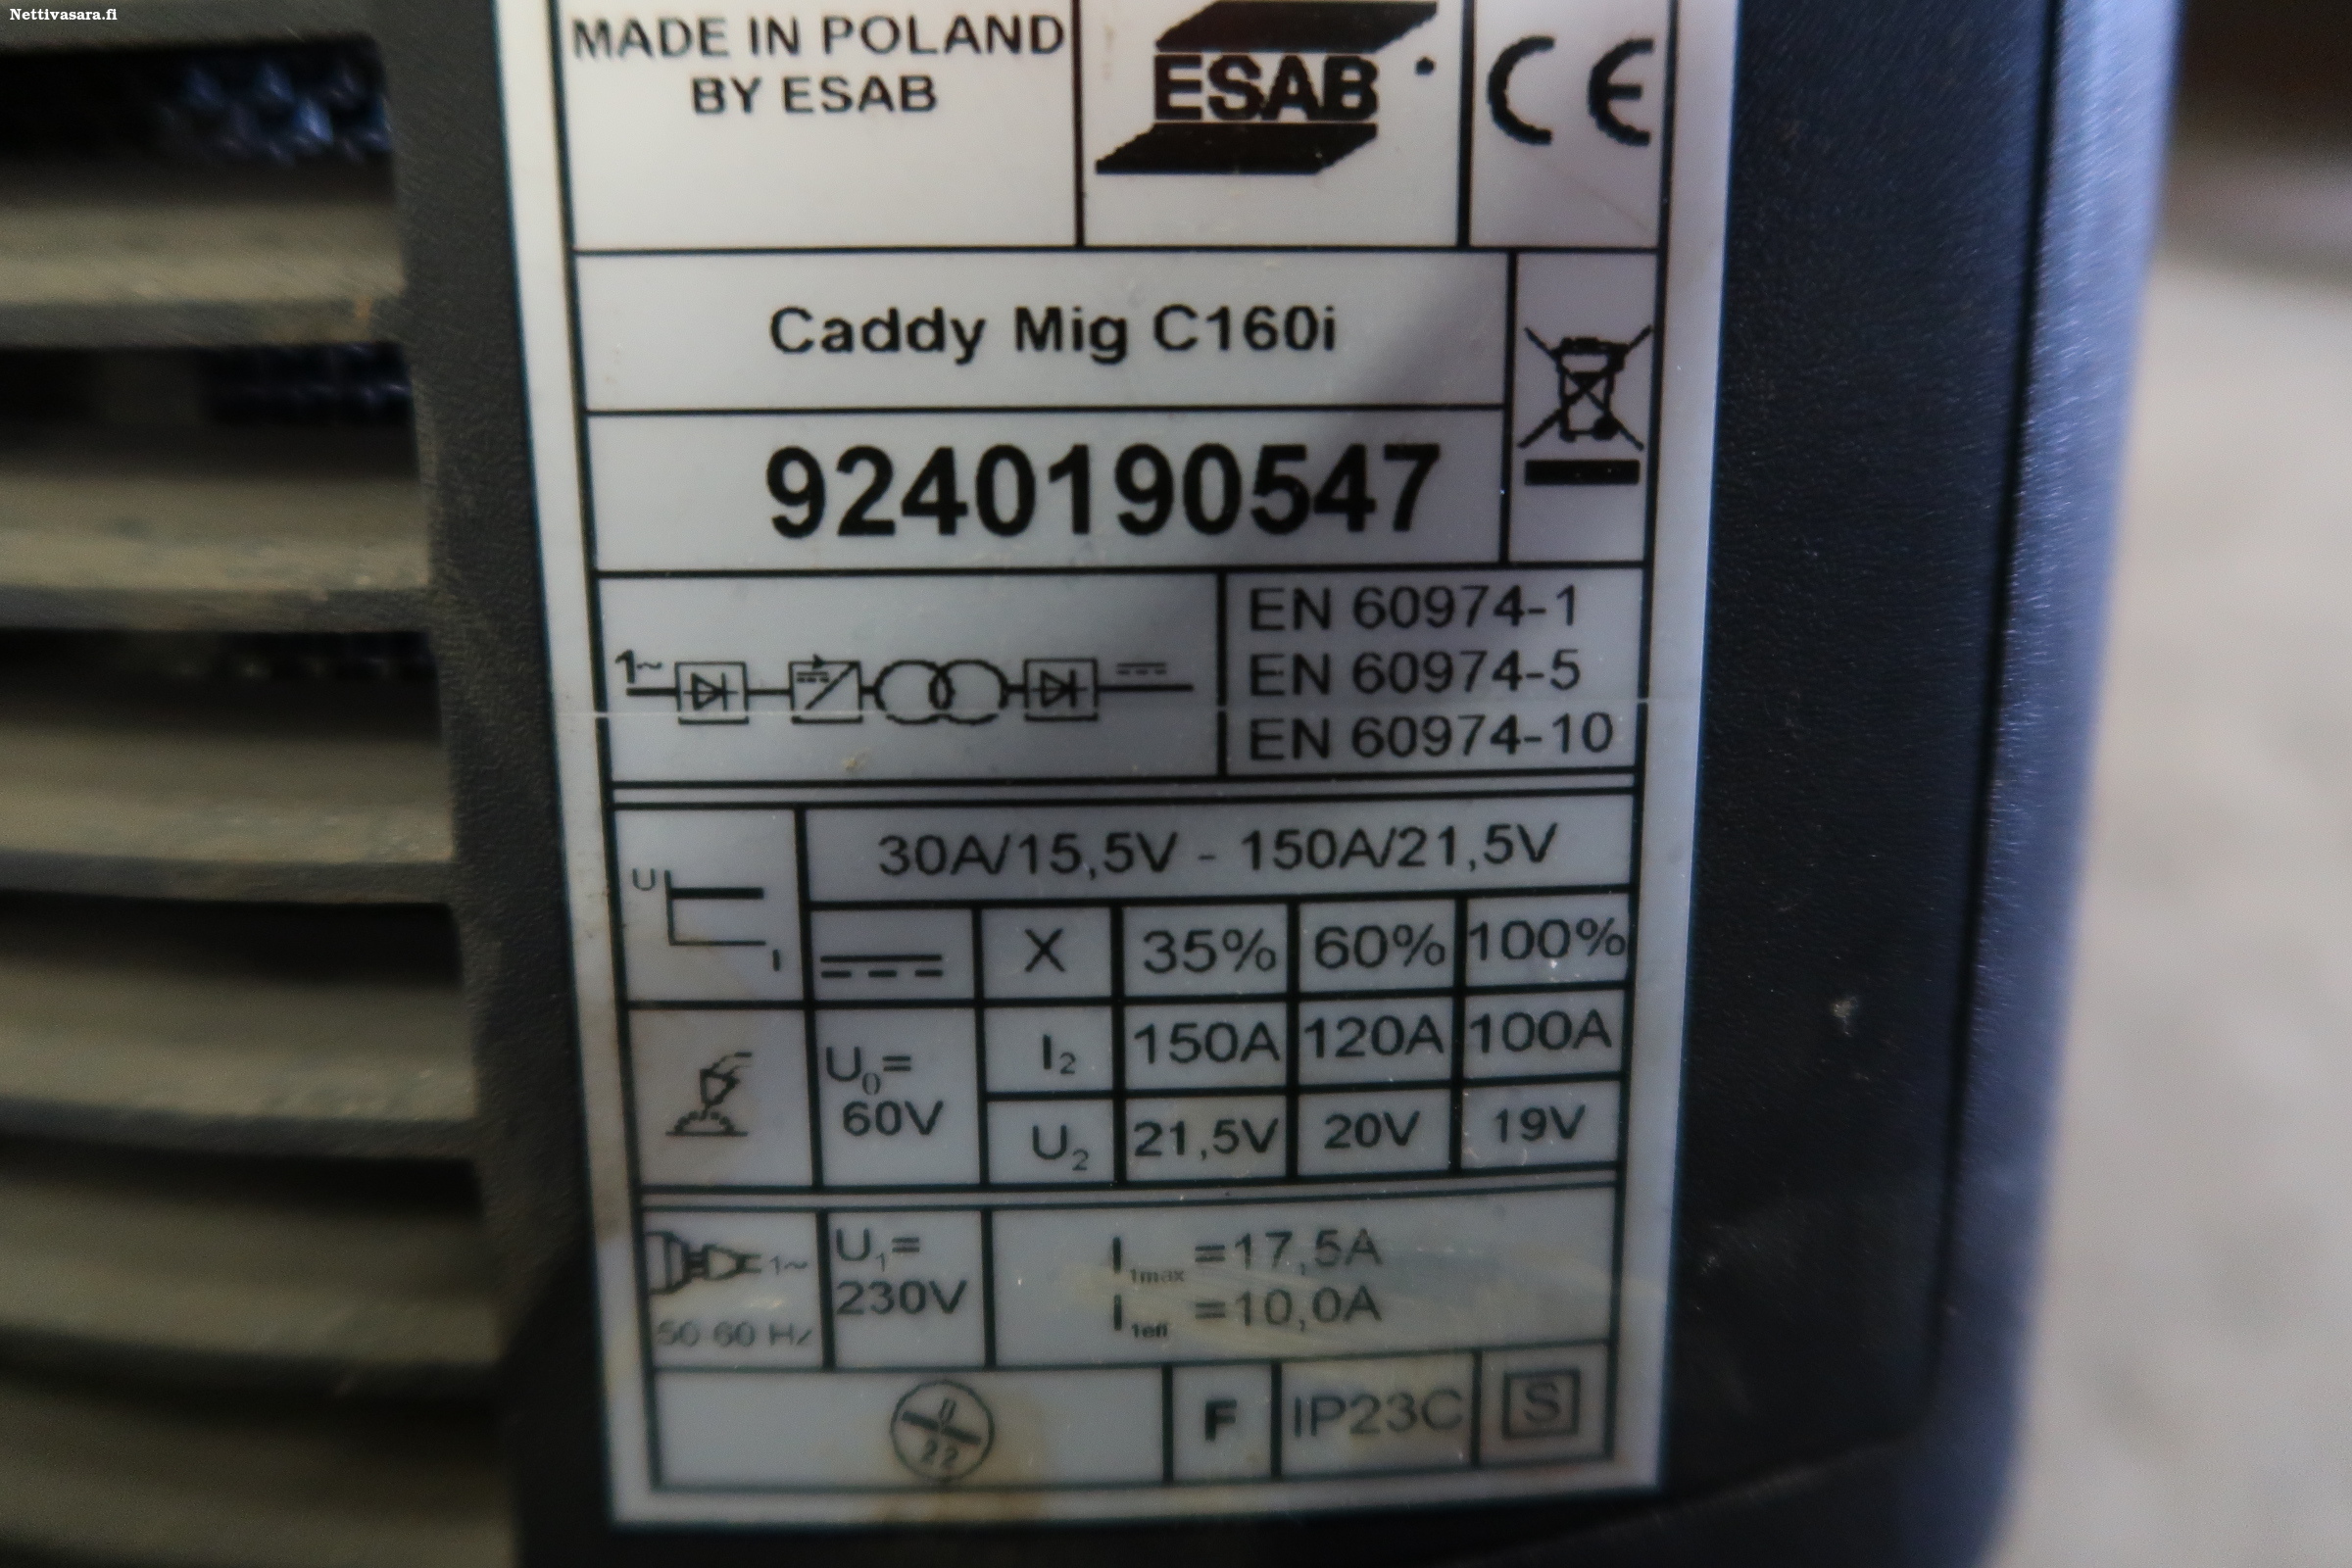 Nettivasara.fi
MADE IN POLAND
BY ESAB
ESAB
CE
Caddy Mig C160i
9240190547
1~
EN 60974-1
EN 60974-5
EN 60974-10
30A/15,5V - 150A/21,5V
U
I
X 35% 60% 100%
U₀=
60V
I₂ 150A 120A 100A
U₂ 21,5V 20V 19V
1~
50-60 Hz
U₁=
230V
I₁max =17,5A
I₁eff =10,0A
22
F IP23C S